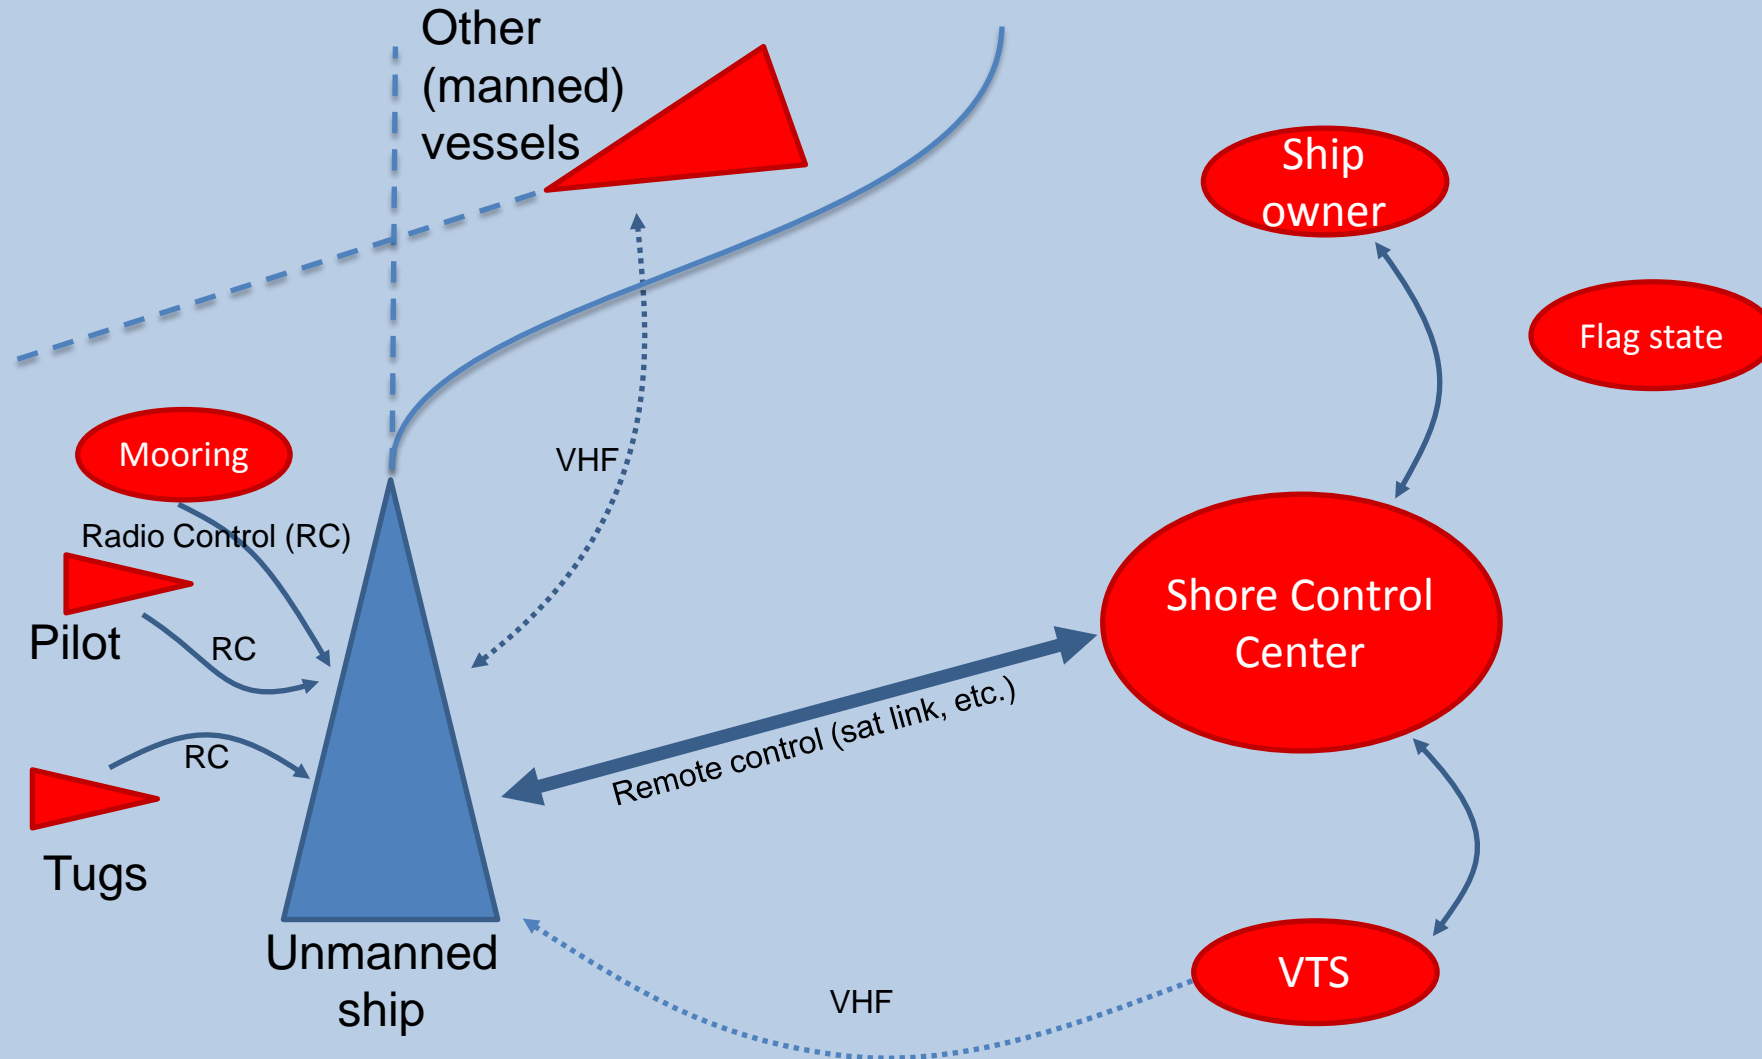 Other
(manned)
vessels
Ship
owner
Flag state
Mooring
VHF
Radio Control (RC)
Pilot
RC
Shore Control
Center
Remote control (sat link, etc.)
RC
Tugs
Unmanned
ship
VHF
VTS